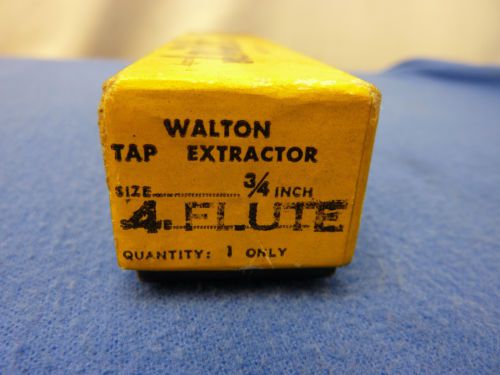 WALTON
TAP EXTRACTOR
SIZE 3/4 INCH
4 FLUTE
QUANTITY: 1 ONLY